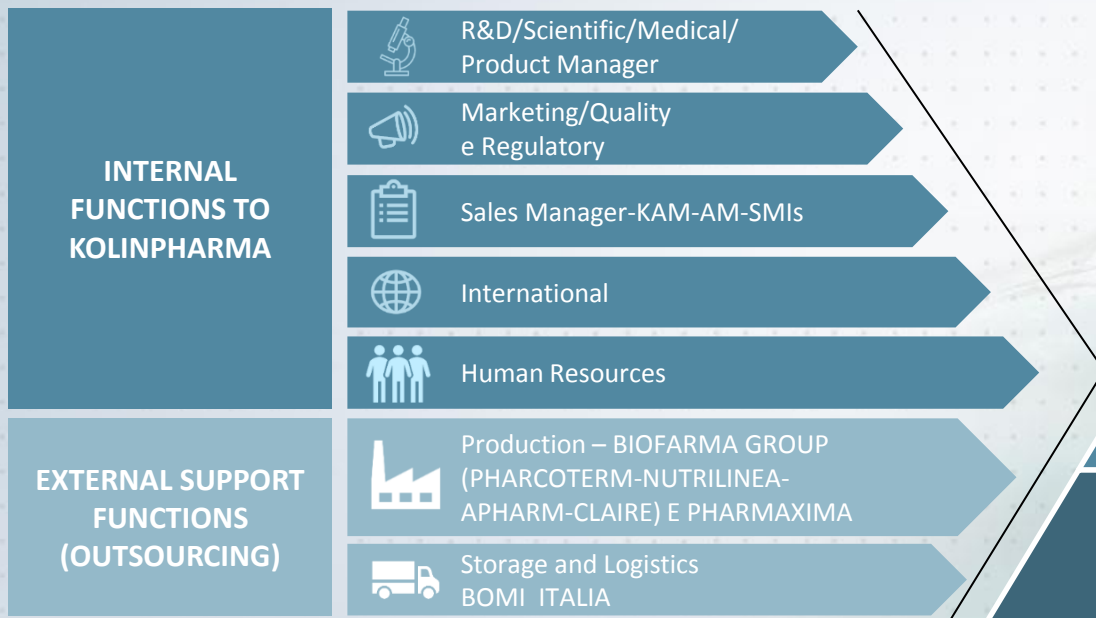 INTERNAL
FUNCTIONS TO
KOLINPHARMA
R&D/Scientific/Medical/
Product Manager
Marketing/Quality
e Regulatory
Sales Manager-KAM-AM-SMIs
International
Human Resources
EXTERNAL SUPPORT
FUNCTIONS
(OUTSOURCING)
Production – BIOFARMA GROUP
(PHARCOTERM-NUTRILINEA-
APHARM-CLAIRE) E PHARMAXIMA
Storage and Logistics
BOMI ITALIA